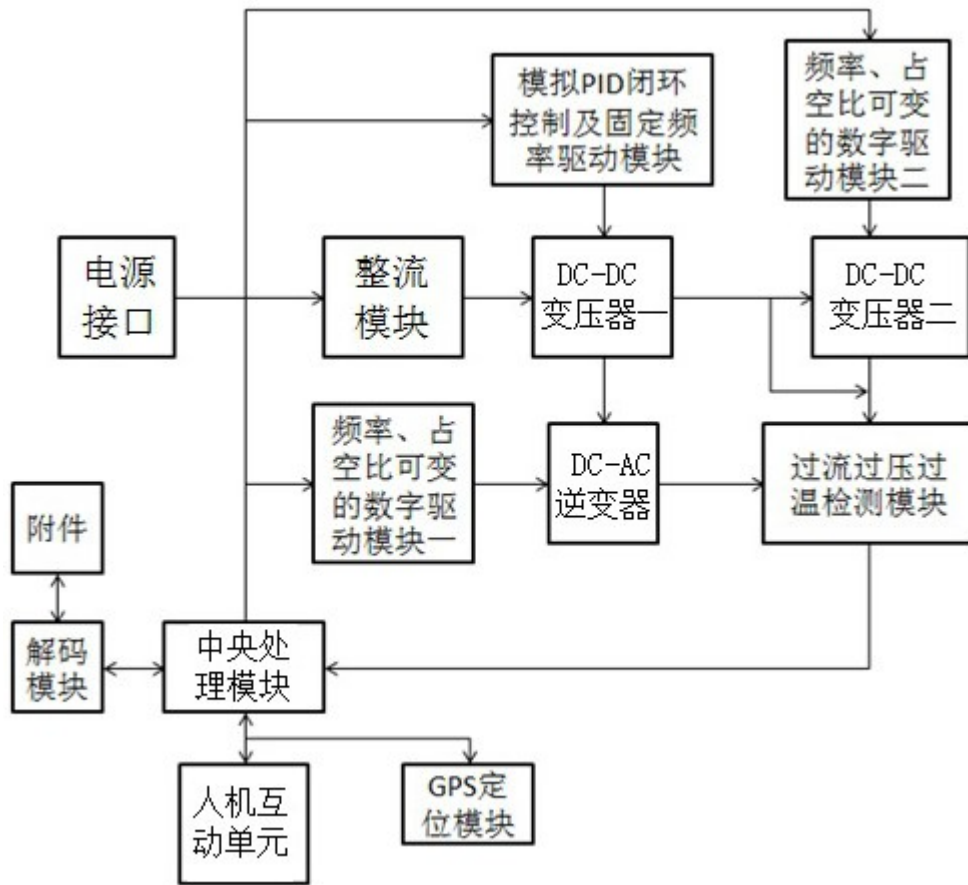 模拟PID闭环
控制及固定频
率驱动模块
频率、占
空比可变
的数字驱
动模块二
电源
接口
整流
模块
DC-DC
变压器一
DC-DC
变压器二
频率、占
空比可变
的数字驱
动模块一
DC-AC
逆变器
过流过压过
温检测模块
附件
解码
模块
中央处
理模块
人机互
动单元
GPS定
位模块